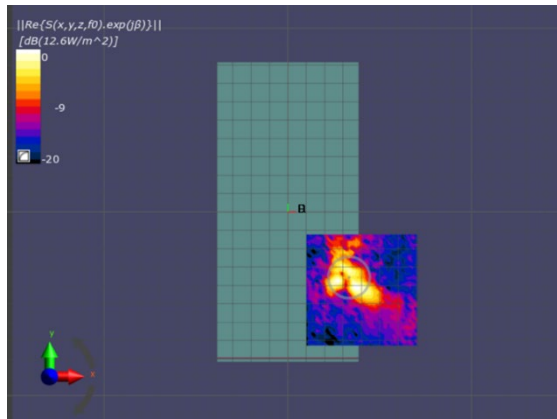 ||Re{S(x,y,z,f0).exp(jβ)}||
[dB(12.6W/m^2)]
0
-9
-20
y
x